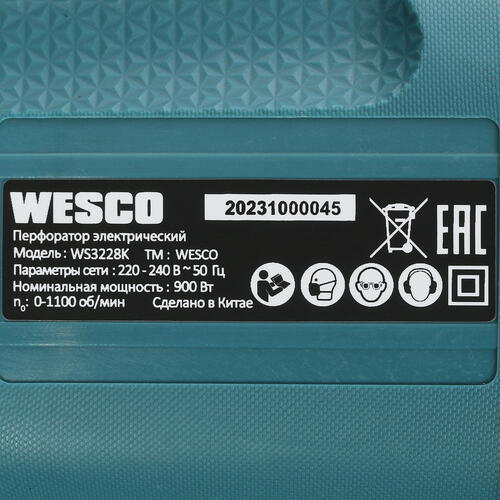 WESCO
20231000045
Перфоратор электрический
Модель : WS3228K TM : WESCO
Параметры сети : 220 - 240 В ~ 50 Гц
Номинальная мощность : 900 Вт
n₀: 0-1100 об/мин Сделано в Китае
EAC